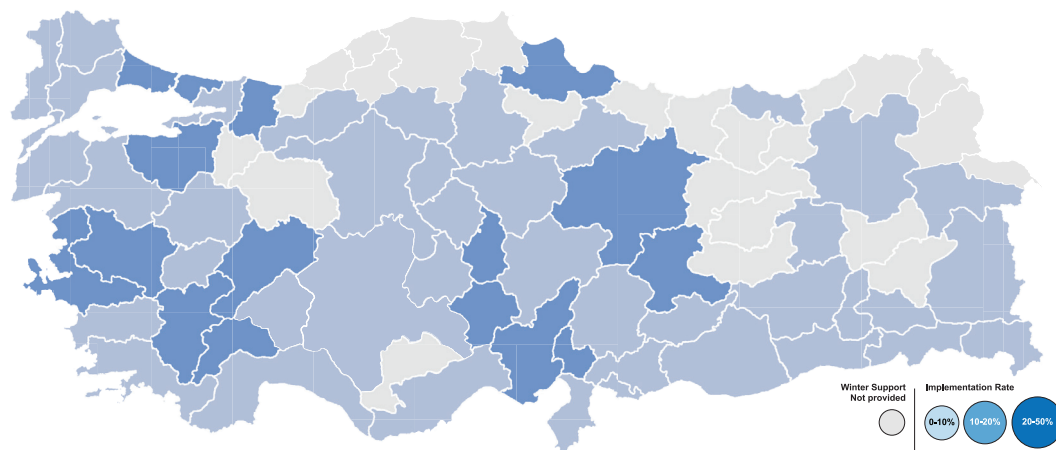 Winter Support
Not provided
Implementation Rate
0-10%
10-20%
20-50%